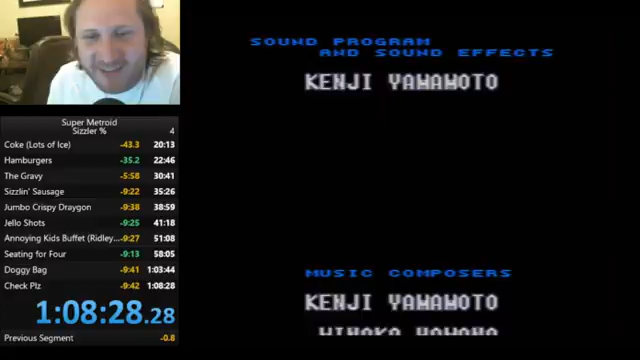 SOUND PROGRAM
AND SOUND EFFECTS
KENJI YAMAMOTO
MUSIC COMPOSERS
KENJI YAMAMOTO
Super Metroid
Sizzler % 4
Coke (Lots of Ice) -43.3 20:13
Hamburgers -35.2 22:46
The Gravy -5:58 30:41
Sizzlin' Sausage -9:22 35:26
Jumbo Crispy Draygon -9:38 38:59
Jello Shots -9:25 41:18
Annoying Kids Buffet (Ridley... -9:27 51:08
Seating for Four -9:13 58:05
Doggy Bag -9:41 1:03:44
Check Plz -9:42 1:08:28
1:08:28.28
Previous Segment -0.8